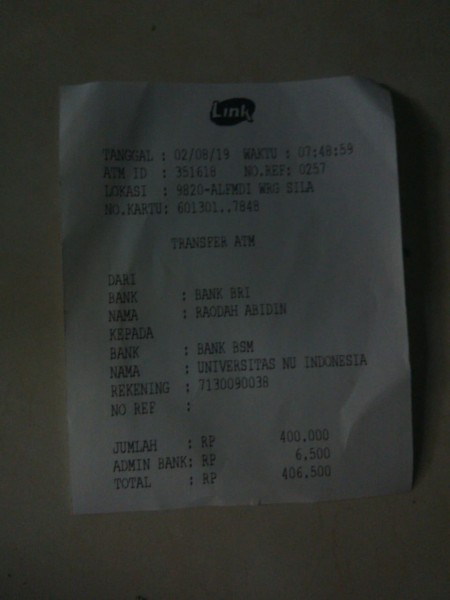 Link
TANGGAL : 02/08/19 WAKTU : 07:48:59
ATM ID : 351618 NO.REF: 0257
LOKASI : 9820-ALFMDI WRG SILA
NO.KARTU: 601301..7848
TRANSFER ATM
DARI
BANK : BANK BRI
NAMA : RAODAH ABIDIN
KEPADA
BANK : BANK BSM
NAMA : UNIVERSITAS NU INDONESIA
REKENING : 7130090038
NO REF :
JUMLAH : RP 400.000
ADMIN BANK: RP 6.500
TOTAL : RP 406.500